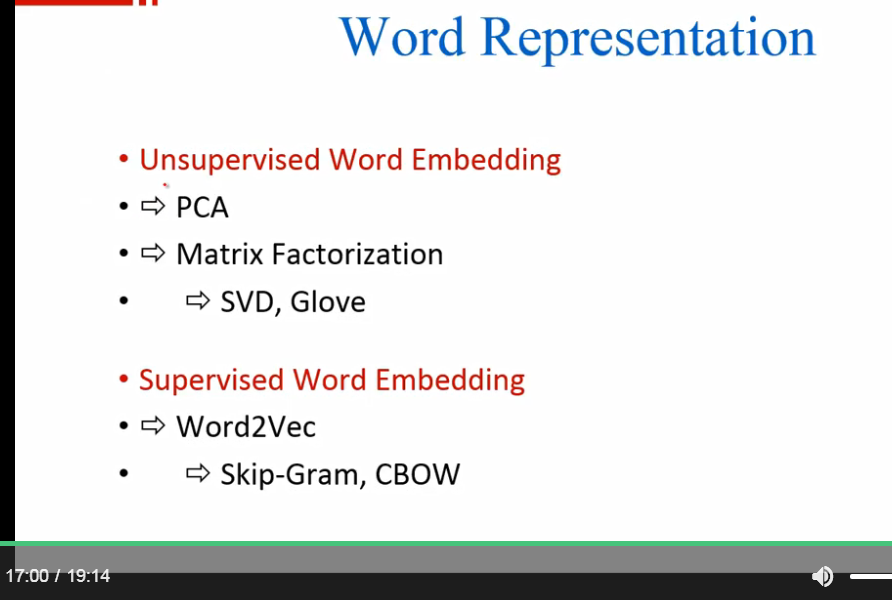 Word Representation
• Unsupervised Word Embedding
• ⇨ PCA
• ⇨ Matrix Factorization
• ⇨ SVD, Glove
• Supervised Word Embedding
• ⇨ Word2Vec
• ⇨ Skip-Gram, CBOW
17:00 / 19:14